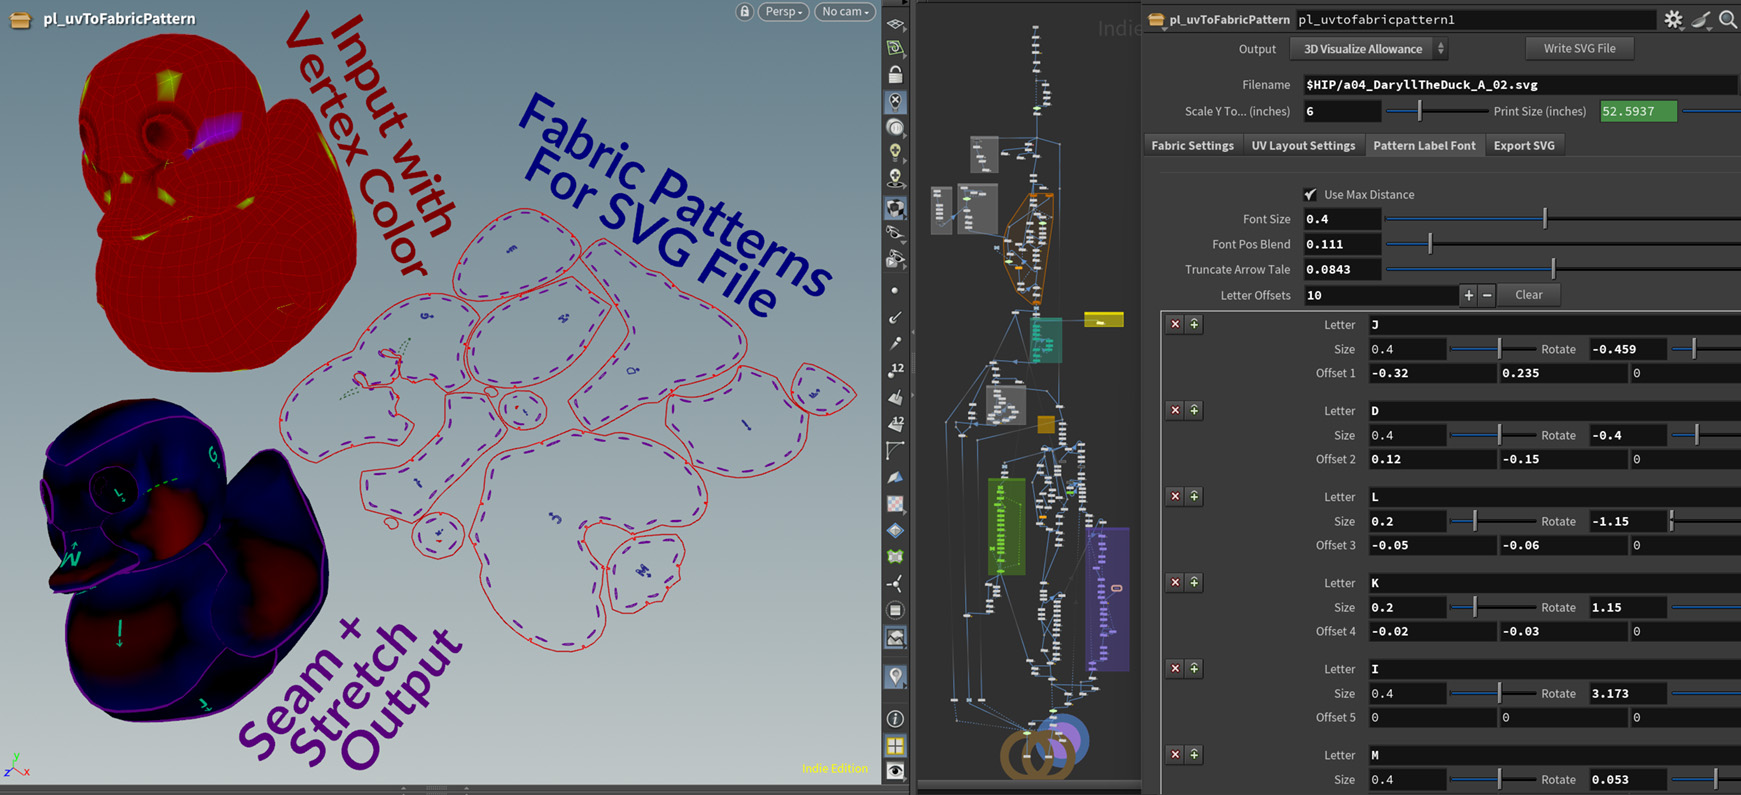 pl_uvToFabricPattern
Persp
No cam
Input with
Vertex Color
Fabric Patterns
For SVG File
Seam +
Stretch
Output
Indie Edition
G
L
M
I
J
M
y
z
x
12
12
Indie
pl_uvToFabricPattern
pl_uvtofabricpattern1
Output
3D Visualize Allowance
Write SVG File
Filename
$HIP/a04_DaryllTheDuck_A_02.svg
Scale Y To... (inches)
6
Print Size (inches)
52.5937
Fabric Settings
UV Layout Settings
Pattern Label Font
Export SVG
Use Max Distance
Font Size
0.4
Font Pos Blend
0.111
Truncate Arrow Tale
0.0843
Letter Offsets
10
Clear
Letter J
Size 0.4 Rotate -0.459
Offset 1 -0.32 0.235 0
Letter D
Size 0.4 Rotate -0.4
Offset 2 0.12 -0.15 0
Letter L
Size 0.2 Rotate -1.15
Offset 3 -0.05 -0.06 0
Letter K
Size 0.2 Rotate 1.15
Offset 4 -0.02 -0.03 0
Letter I
Size 0.4 Rotate 3.173
Offset 5 0 0 0
Letter M
Size 0.4 Rotate 0.053